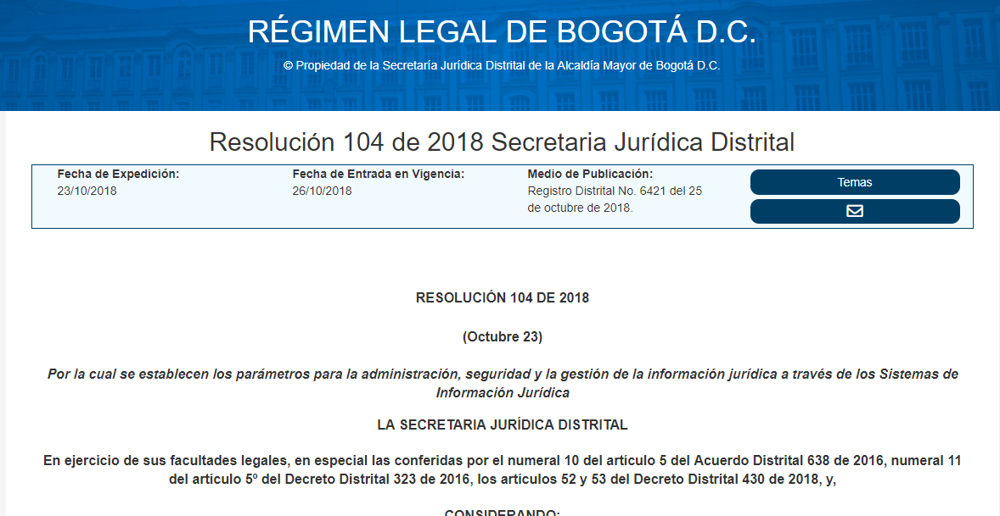 RÉGIMEN LEGAL DE BOGOTÁ D.C.
© Propiedad de la Secretaría Jurídica Distrital de la Alcaldía Mayor de Bogotá D.C.
Resolución 104 de 2018 Secretaria Jurídica Distrital
Fecha de Expedición:
23/10/2018
Fecha de Entrada en Vigencia:
26/10/2018
Medio de Publicación:
Registro Distrital No. 6421 del 25
de octubre de 2018.
Temas
RESOLUCIÓN 104 DE 2018
(Octubre 23)
Por la cual se establecen los parámetros para la administración, seguridad y la gestión de la información jurídica a través de los Sistemas de
Información Jurídica
LA SECRETARIA JURÍDICA DISTRITAL
En ejercicio de sus facultades legales, en especial las conferidas por el numeral 10 del artículo 5 del Acuerdo Distrital 638 de 2016, numeral 11
del artículo 5º del Decreto Distrital 323 de 2016, los artículos 52 y 53 del Decreto Distrital 430 de 2018, y,
CONSIDERANDO: